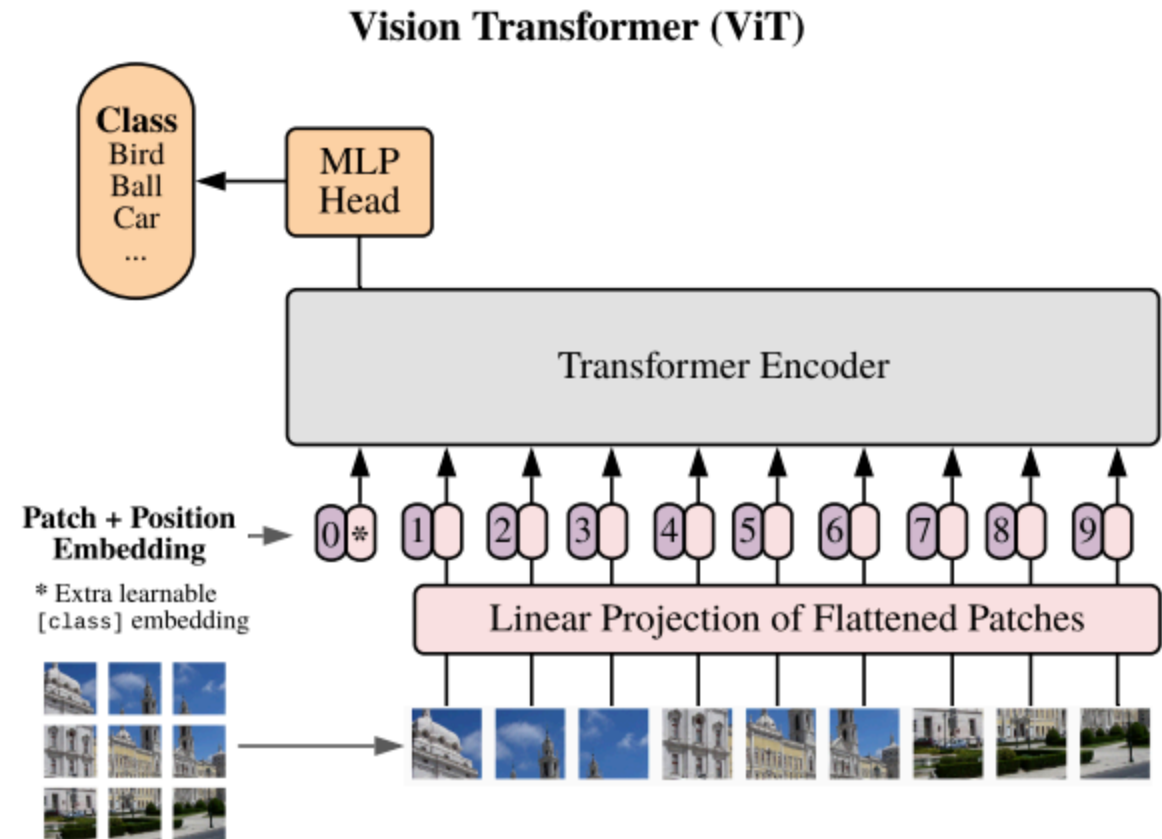 Vision Transformer (ViT)
Class
Bird
Ball
Car
...
MLP
Head
Transformer Encoder
Patch + Position
Embedding
0 * 1 2 3 4 5 6 7 8 9
* Extra learnable
[class] embedding
Linear Projection of Flattened Patches